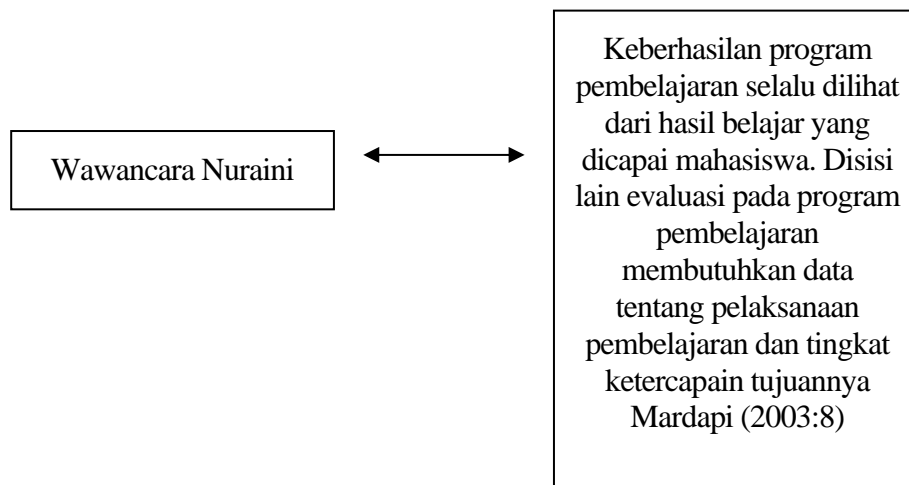 Wawancara Nuraini
Keberhasilan program
pembelajaran selalu dilihat
dari hasil belajar yang
dicapai mahasiswa. Disisi
lain evaluasi pada program
pembelajaran
membutuhkan data
tentang pelaksanaan
pembelajaran dan tingkat
ketercapain tujuannya
Mardapi (2003:8)